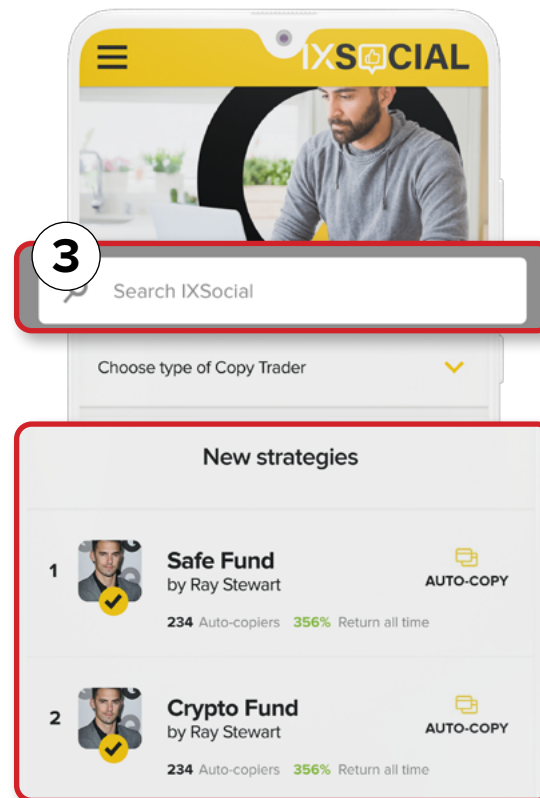 IXSOCIAL
3
Search IXSocial
Choose type of Copy Trader
New strategies
1
Safe Fund
by Ray Stewart
AUTO-COPY
234 Auto-copiers 356% Return all time
2
Crypto Fund
by Ray Stewart
AUTO-COPY
234 Auto-copiers 356% Return all time